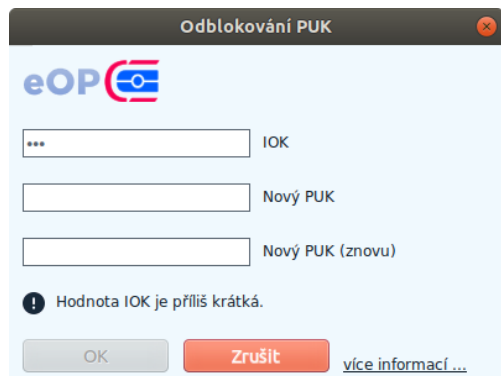 Odblokování PUK
eOP
••• IOK
Nový PUK
Nový PUK (znovu)
Hodnota IOK je příliš krátká.
OK Zrušit více informací ...